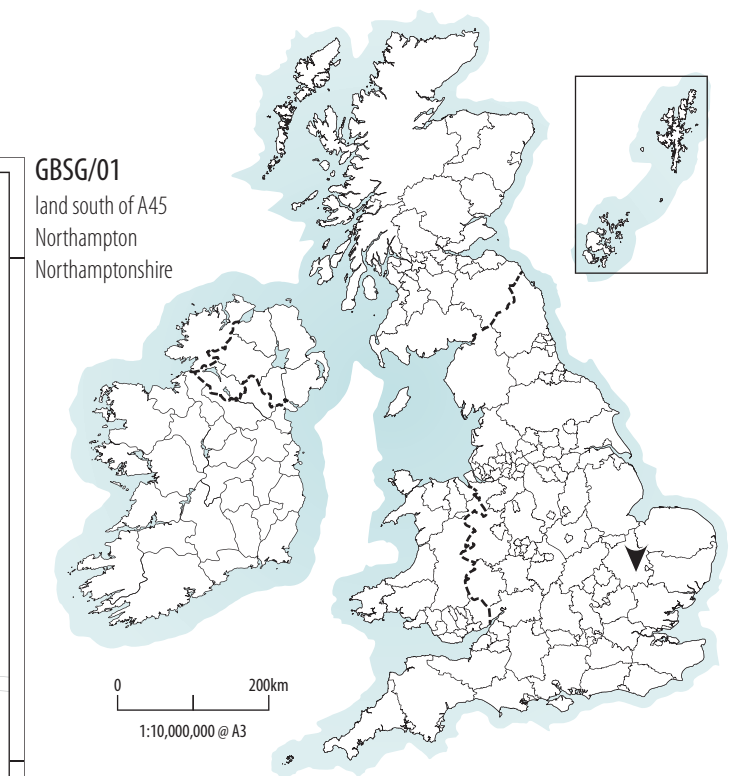 GBSG/01
land south of A45
Northampton
Northamptonshire
0 200km
1:10,000,000 @ A3